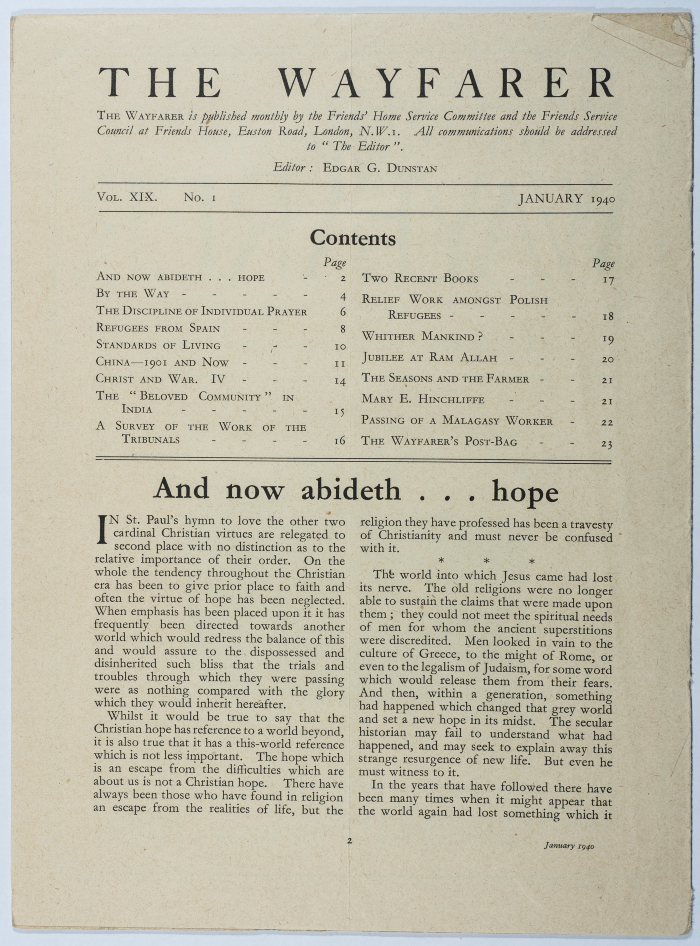 THE WAYFARER
THE WAYFARER is published monthly by the Friends' Home Service Committee and the Friends Service
Council at Friends House, Euston Road, London, N.W.1. All communications should be addressed
to " The Editor ".
Editor : EDGAR G. DUNSTAN
VOL. XIX. No. 1 JANUARY 1940
Contents
Page
AND NOW ABIDETH . . . HOPE - 2
BY THE WAY - - - - - 4
THE DISCIPLINE OF INDIVIDUAL PRAYER 6
REFUGEES FROM SPAIN - - - 8
STANDARDS OF LIVING - - - 10
CHINA—1901 AND NOW - - - 11
CHRIST AND WAR. IV - - - 14
THE " BELOVED COMMUNITY " IN
INDIA - - - - - 15
A SURVEY OF THE WORK OF THE
TRIBUNALS - - - - 16
Page
TWO RECENT BOOKS - - - 17
RELIEF WORK AMONGST POLISH
REFUGEES - - - - - 18
WHITHER MANKIND ? - - - 19
JUBILEE AT RAM ALLAH - - - 20
THE SEASONS AND THE FARMER - - 21
MARY E. HINCHLIFFE - - - 21
PASSING OF A MALAGASY WORKER - 22
THE WAYFARER'S POST-BAG - - 23
And now abideth . . . hope
IN St. Paul's hymn to love the other two
cardinal Christian virtues are relegated to
second place with no distinction as to the
relative importance of their order. On the
whole the tendency throughout the Christian
era has been to give prior place to faith and
often the virtue of hope has been neglected.
When emphasis has been placed upon it it has
frequently been directed towards another
world which would redress the balance of this
and would assure to the dispossessed and
disinherited such bliss that the trials and
troubles through which they were passing
were as nothing compared with the glory
which they would inherit hereafter.
Whilst it would be true to say that the
Christian hope has reference to a world beyond,
it is also true that it has a this-world reference
which is not less important. The hope which
is an escape from the difficulties which are
about us is not a Christian hope. There have
always been those who have found in religion
an escape from the realities of life, but the
religion they have professed has been a travesty
of Christianity and must never be confused
with it.
* * *
The world into which Jesus came had lost
its nerve. The old religions were no longer
able to sustain the claims that were made upon
them ; they could not meet the spiritual needs
of men for whom the ancient superstitions
were discredited. Men looked in vain to the
culture of Greece, to the might of Rome, or
even to the legalism of Judaism, for some word
which would release them from their fears.
And then, within a generation, something
had happened which changed that grey world
and set a new hope in its midst. The secular
historian may fail to understand what had
happened, and may seek to explain away this
strange resurgence of new life. But even he
must witness to it.
In the years that have followed there have
been many times when it might appear that
the world again had lost something which it
2
January 1940